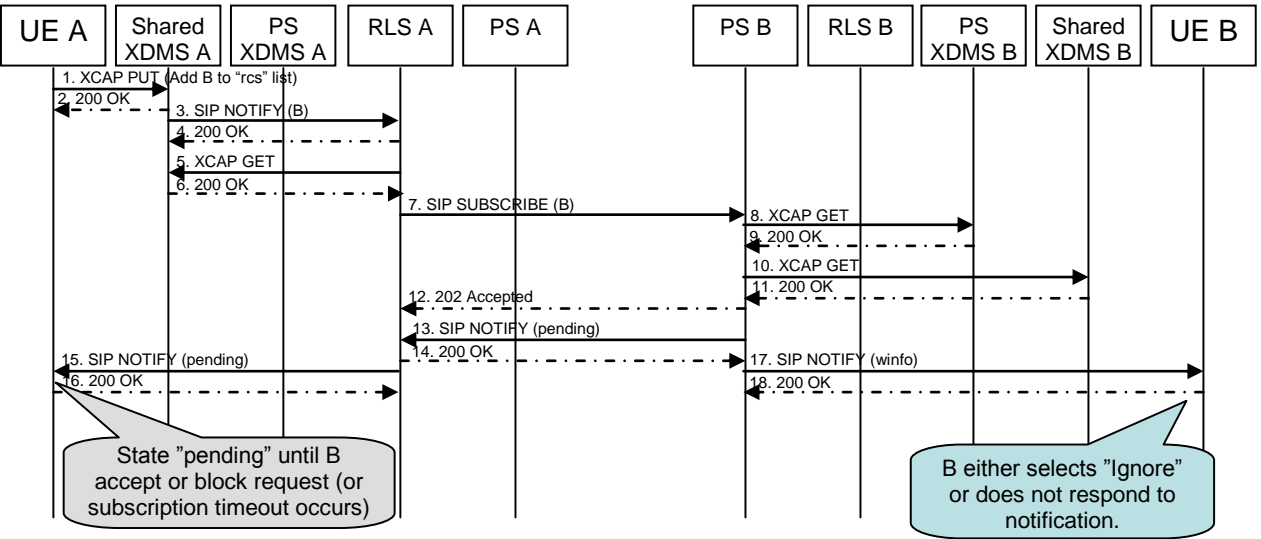 UE A
Shared
XDMS A
PS
XDMS A
RLS A
PS A
PS B
RLS B
PS
XDMS B
Shared
XDMS B
UE B
1. XCAP PUT (Add B to “rcs” list)
2. 200 OK
3. SIP NOTIFY (B)
4. 200 OK
5. XCAP GET
6. 200 OK
7. SIP SUBSCRIBE (B)
8. XCAP GET
9. 200 OK
10. XCAP GET
11. 200 OK
12. 202 Accepted
13. SIP NOTIFY (pending)
14. 200 OK
15. SIP NOTIFY (pending)
16. 200 OK
17. SIP NOTIFY (winfo)
18. 200 OK
State ”pending” until B
accept or block request (or
subscription timeout occurs)
B either selects ”Ignore”
or does not respond to
notification.